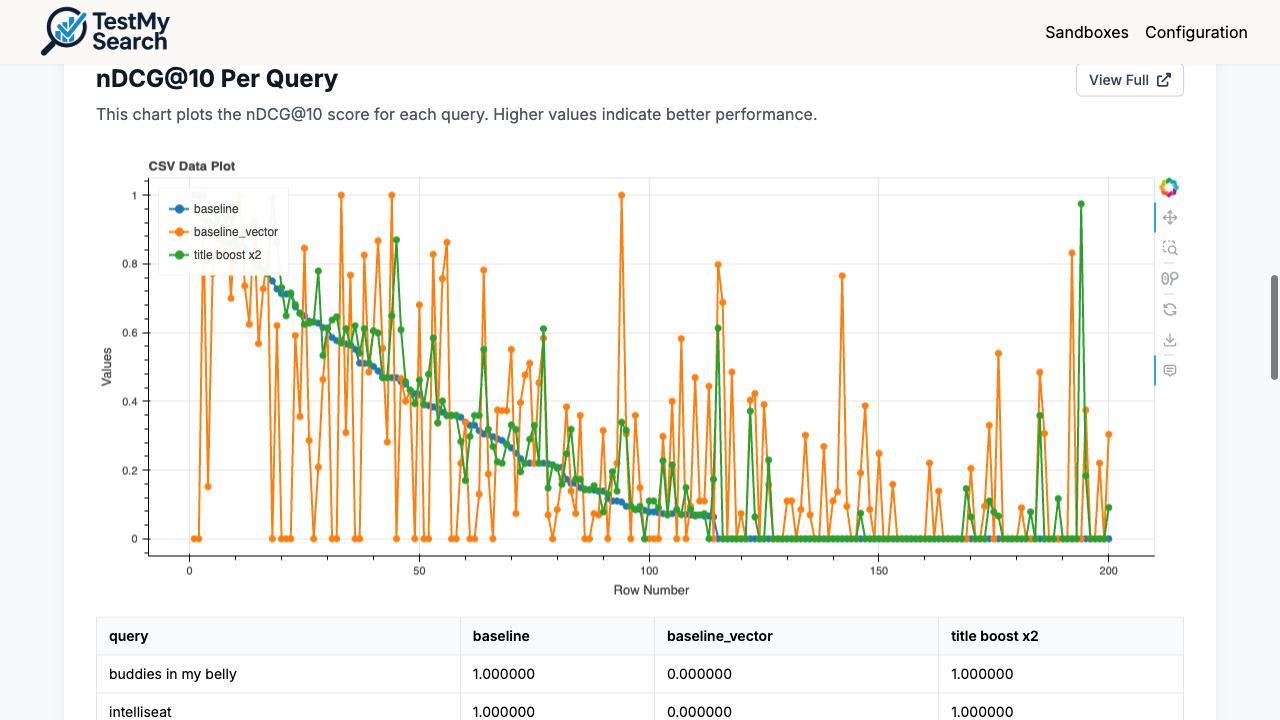 TestMy
Search
Sandboxes Configuration
nDCG@10 Per Query
View Full
This chart plots the nDCG@10 score for each query. Higher values indicate better performance.
CSV Data Plot
baseline
baseline_vector
title boost x2
1
0.8
0.6
0.4
0.2
0
Values
0 50 100 150 200
Row Number
query baseline baseline_vector title boost x2
buddies in my belly 1.000000 0.000000 1.000000
intelliseat 1.000000 0.000000 1.000000